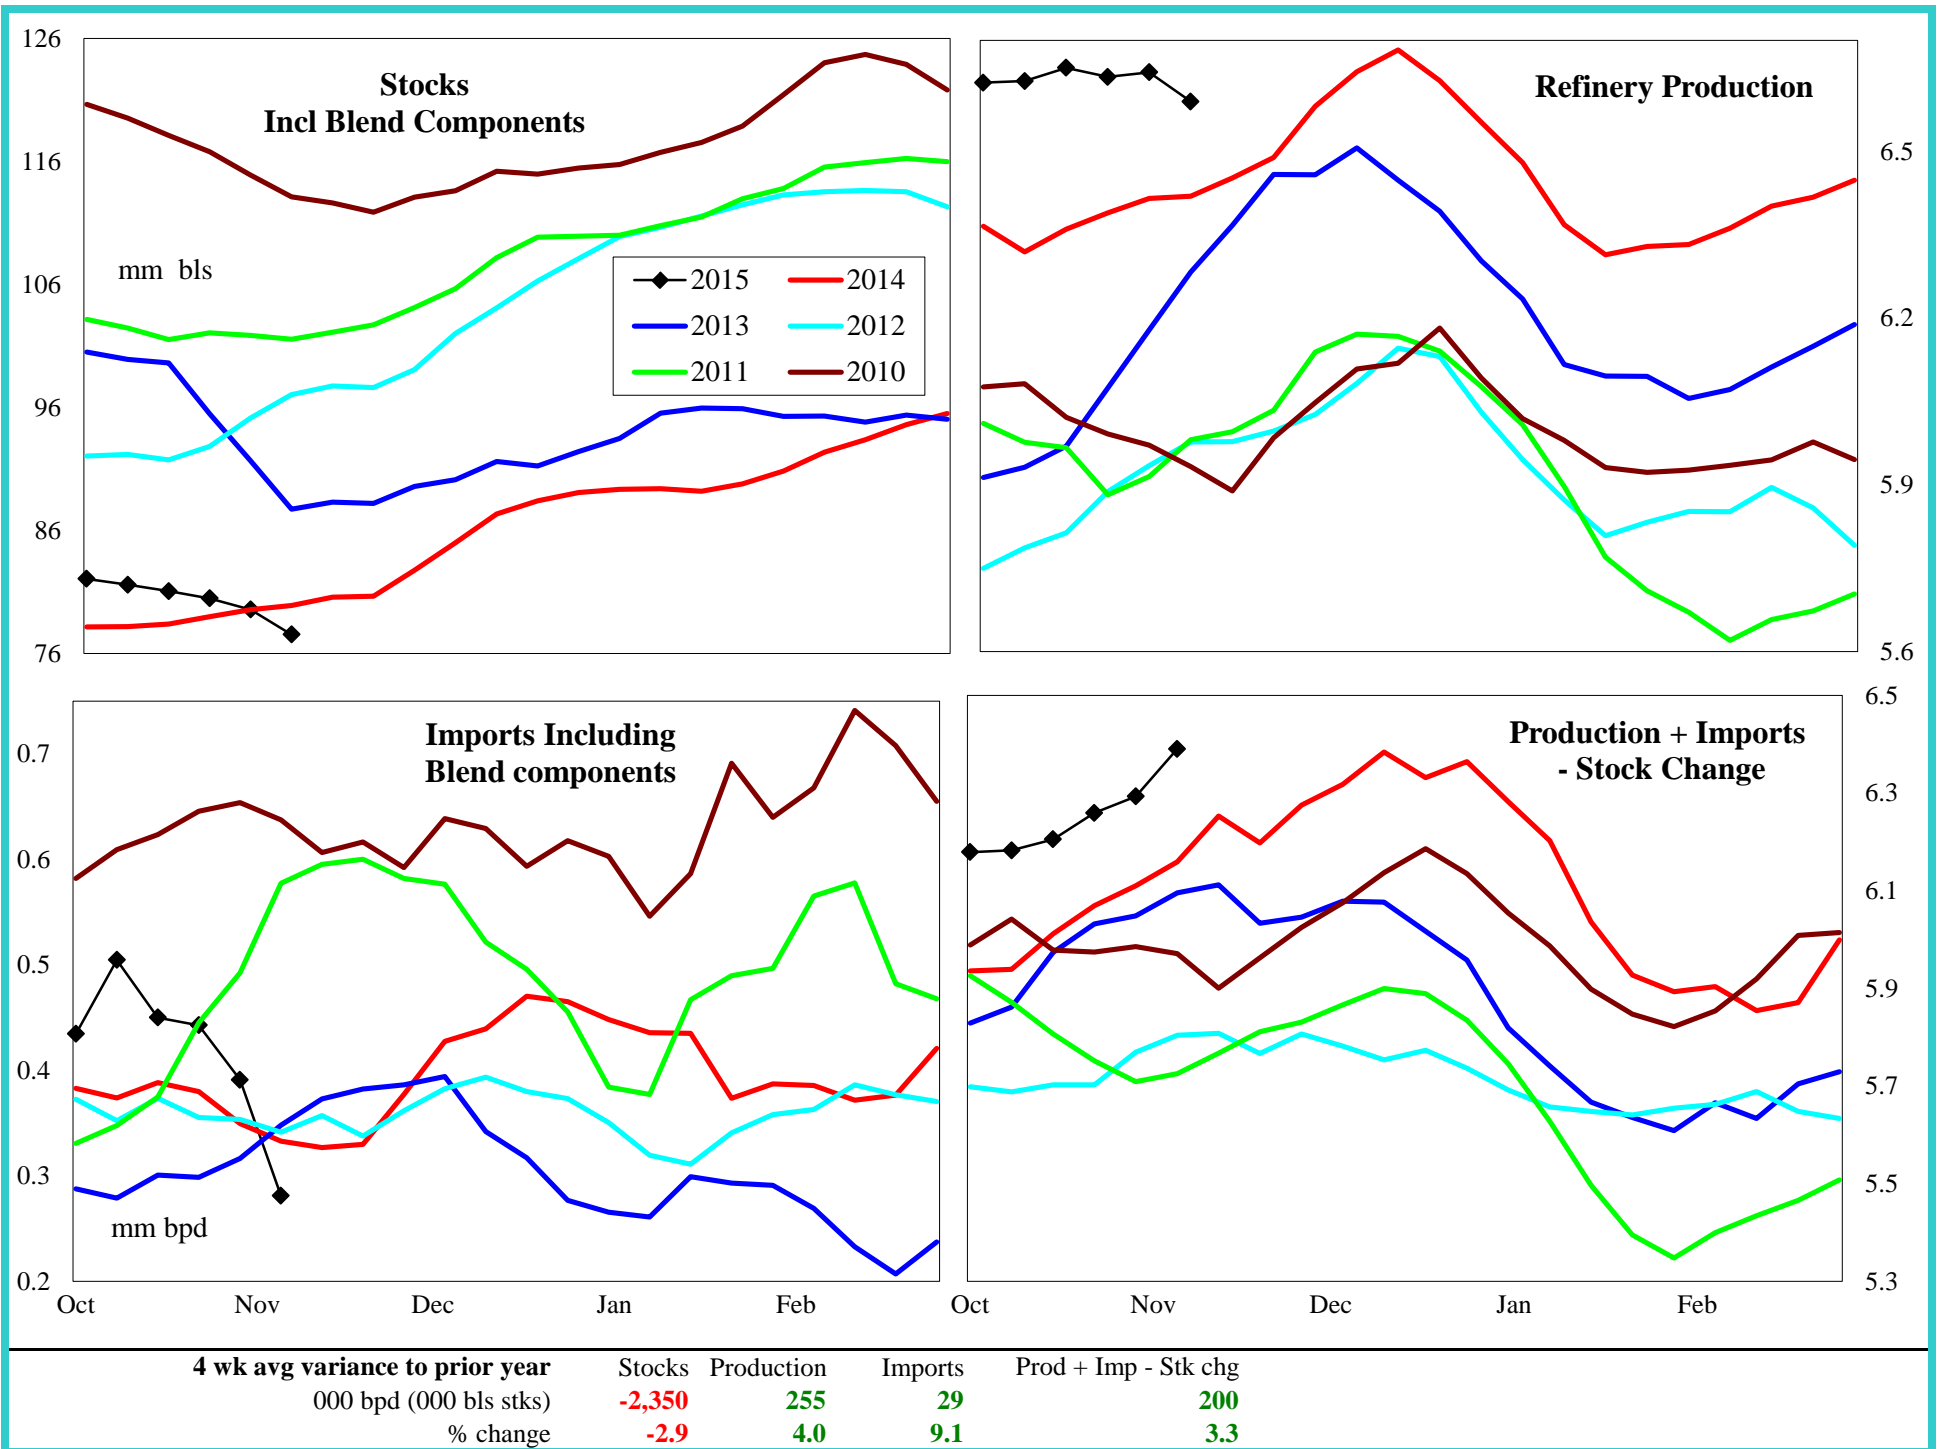 126
116
106
96
86
76
Stocks
Incl Blend Components
mm bls
2015
2014
2013
2012
2011
2010
Refinery Production
6.5
6.2
5.9
5.6
Imports Including
Blend components
0.7
0.6
0.5
0.4
0.3
0.2
mm bpd
Oct Nov Dec Jan Feb
Production + Imports
- Stock Change
6.5
6.3
6.1
5.9
5.7
5.5
5.3
Oct Nov Dec Jan Feb
4 wk avg variance to prior year Stocks Production Imports Prod + Imp - Stk chg
000 bpd (000 bls stks) -2,350 255 29 200
% change -2.9 4.0 9.1 3.3